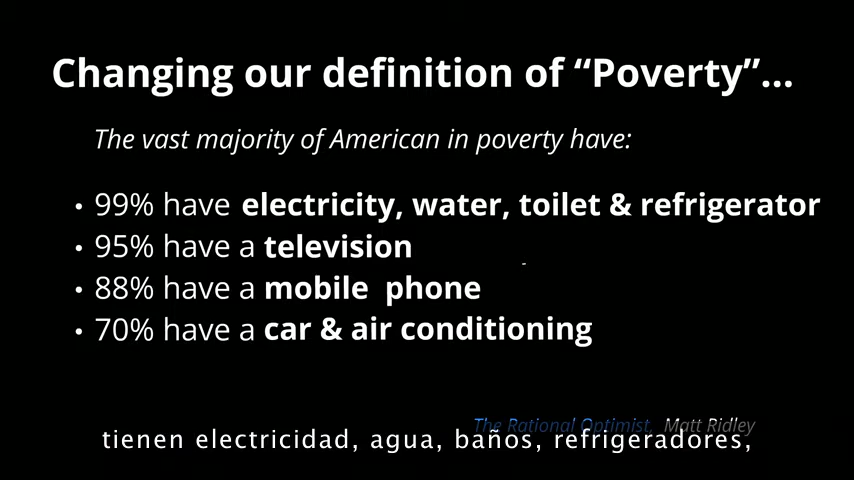 Changing our definition of “Poverty”...
The vast majority of American in poverty have:
• 99% have electricity, water, toilet & refrigerator
• 95% have a television
• 88% have a mobile phone
• 70% have a car & air conditioning
The Rational Optimist, Matt Ridley
tienen electricidad, agua, baños, refrigeradores,